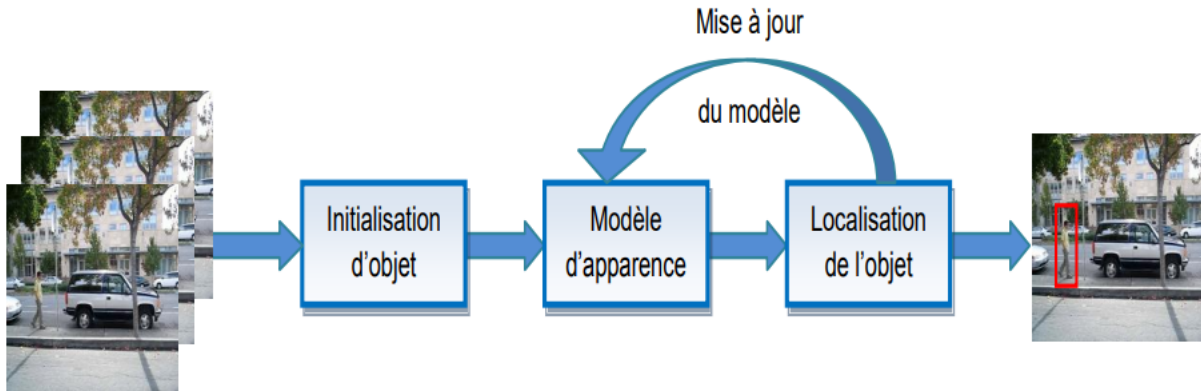 Mise à jour
du modèle
Initialisation
d'objet
Modèle
d'apparence
Localisation
de l'objet